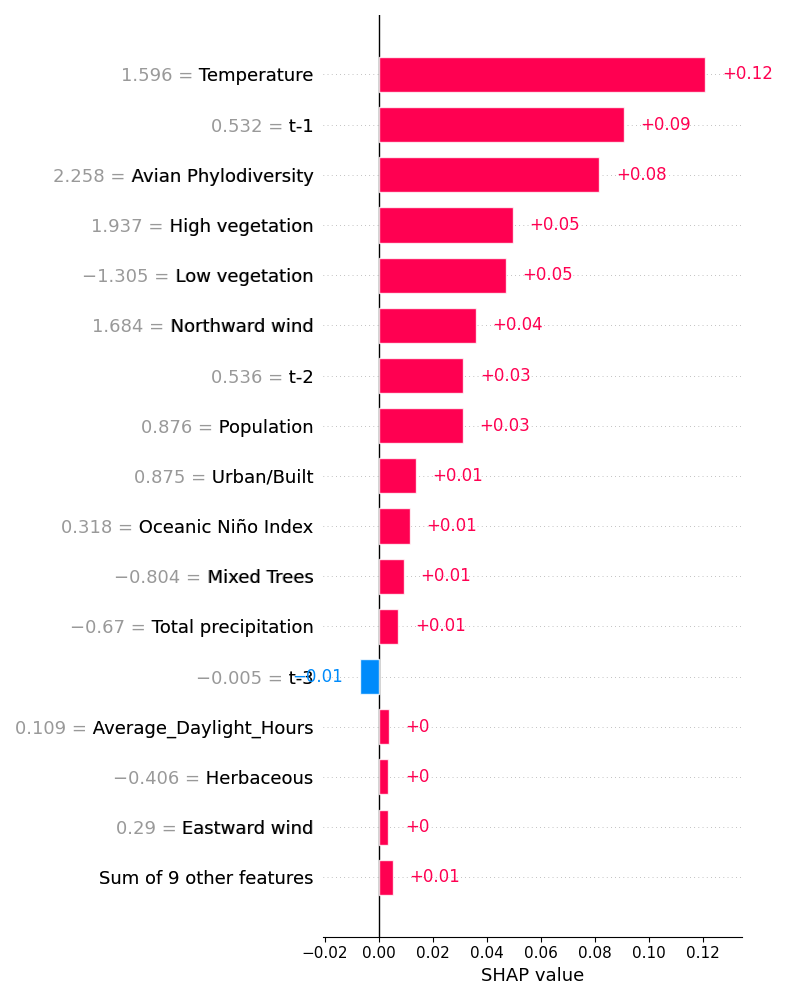 1.596 = Temperature +0.12
0.532 = t-1 +0.09
2.258 = Avian Phylodiversity +0.08
1.937 = High vegetation +0.05
−1.305 = Low vegetation +0.05
1.684 = Northward wind +0.04
0.536 = t-2 +0.03
0.876 = Population +0.03
0.875 = Urban/Built +0.01
0.318 = Oceanic Niño Index +0.01
−0.804 = Mixed Trees +0.01
−0.67 = Total precipitation +0.01
−0.005 = t-3 −0.01
0.109 = Average_Daylight_Hours +0
−0.406 = Herbaceous +0
0.29 = Eastward wind +0
Sum of 9 other features +0.01
−0.02 0.00 0.02 0.04 0.06 0.08 0.10 0.12
SHAP value